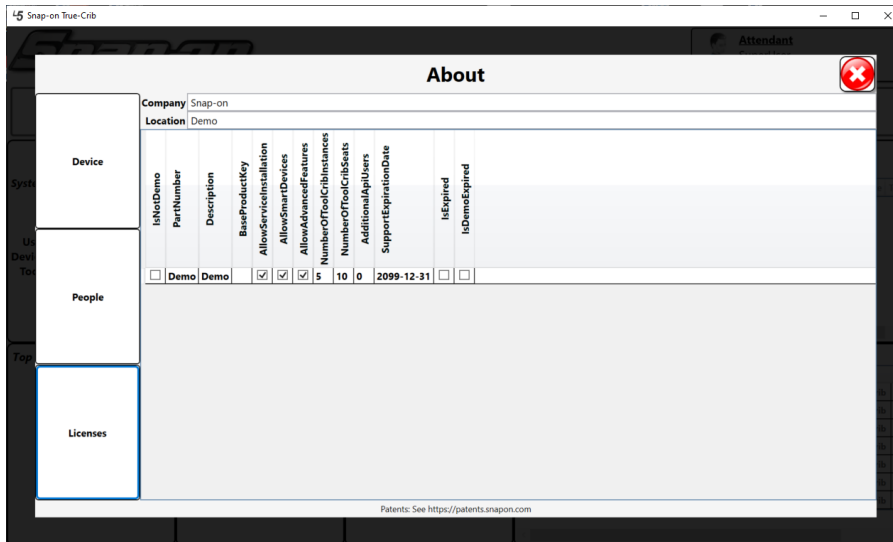 Snap-on True-Crib
Attendant
About
Company Snap-on
Location Demo
Device
People
Licenses
IsNotDemo
PartNumber
Description
BaseProductKey
AllowServiceInstallation
AllowSmartDevices
AllowAdvancedFeatures
NumberOfToolCribInstances
NumberOfToolCribSeats
AdditionalApiUsers
SupportExpirationDate
IsExpired
IsDemoExpired
Demo Demo 5 10 0 2099-12-31
Top
Patents: See https://patents.snapon.com